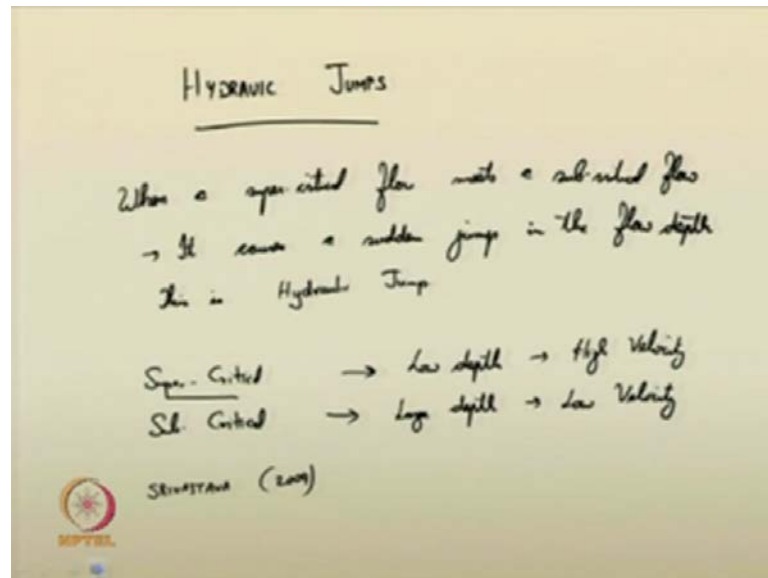 HYDRAULIC JUMPS
When a super-critical flow meets a sub-critical flow
→ It causes a sudden jump in the flow depth
This is Hydraulic Jump
Super-Critical → Low depth → High Velocity
Sub Critical → Large depth → Low Velocity
SRIVASTAVA (2009)
NPTEL